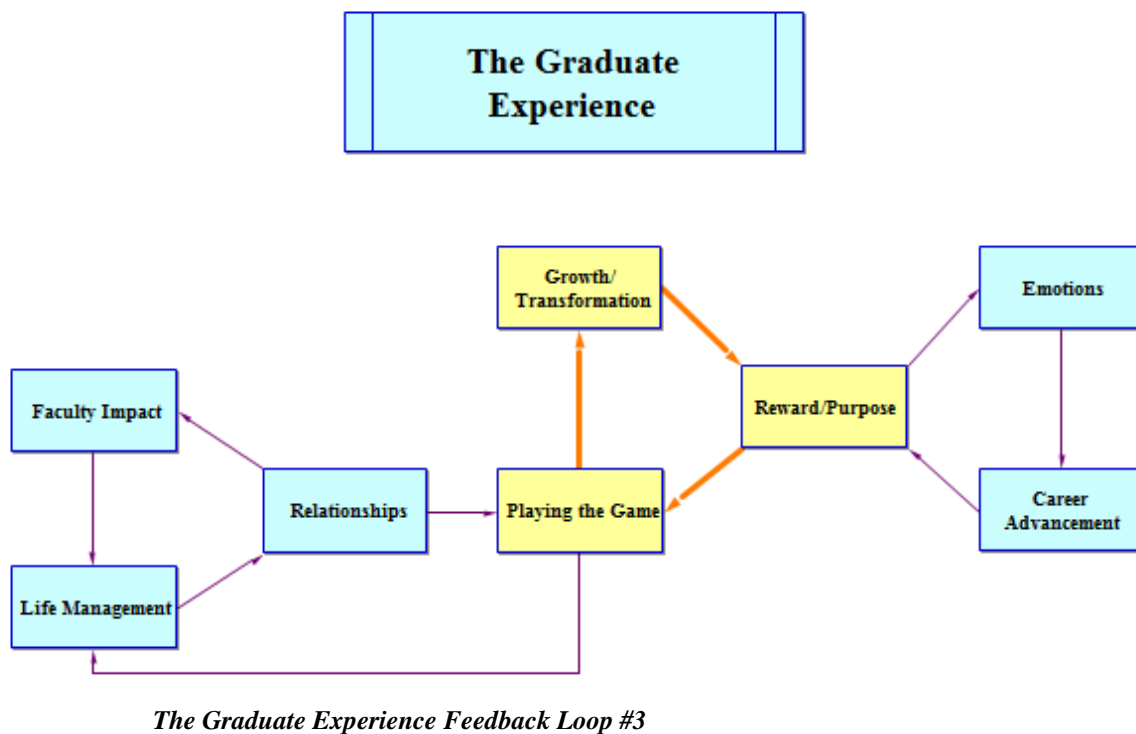 The Graduate
Experience
Growth/
Transformation
Emotions
Faculty Impact
Reward/Purpose
Relationships
Playing the Game
Career
Advancement
Life Management
The Graduate Experience Feedback Loop #3